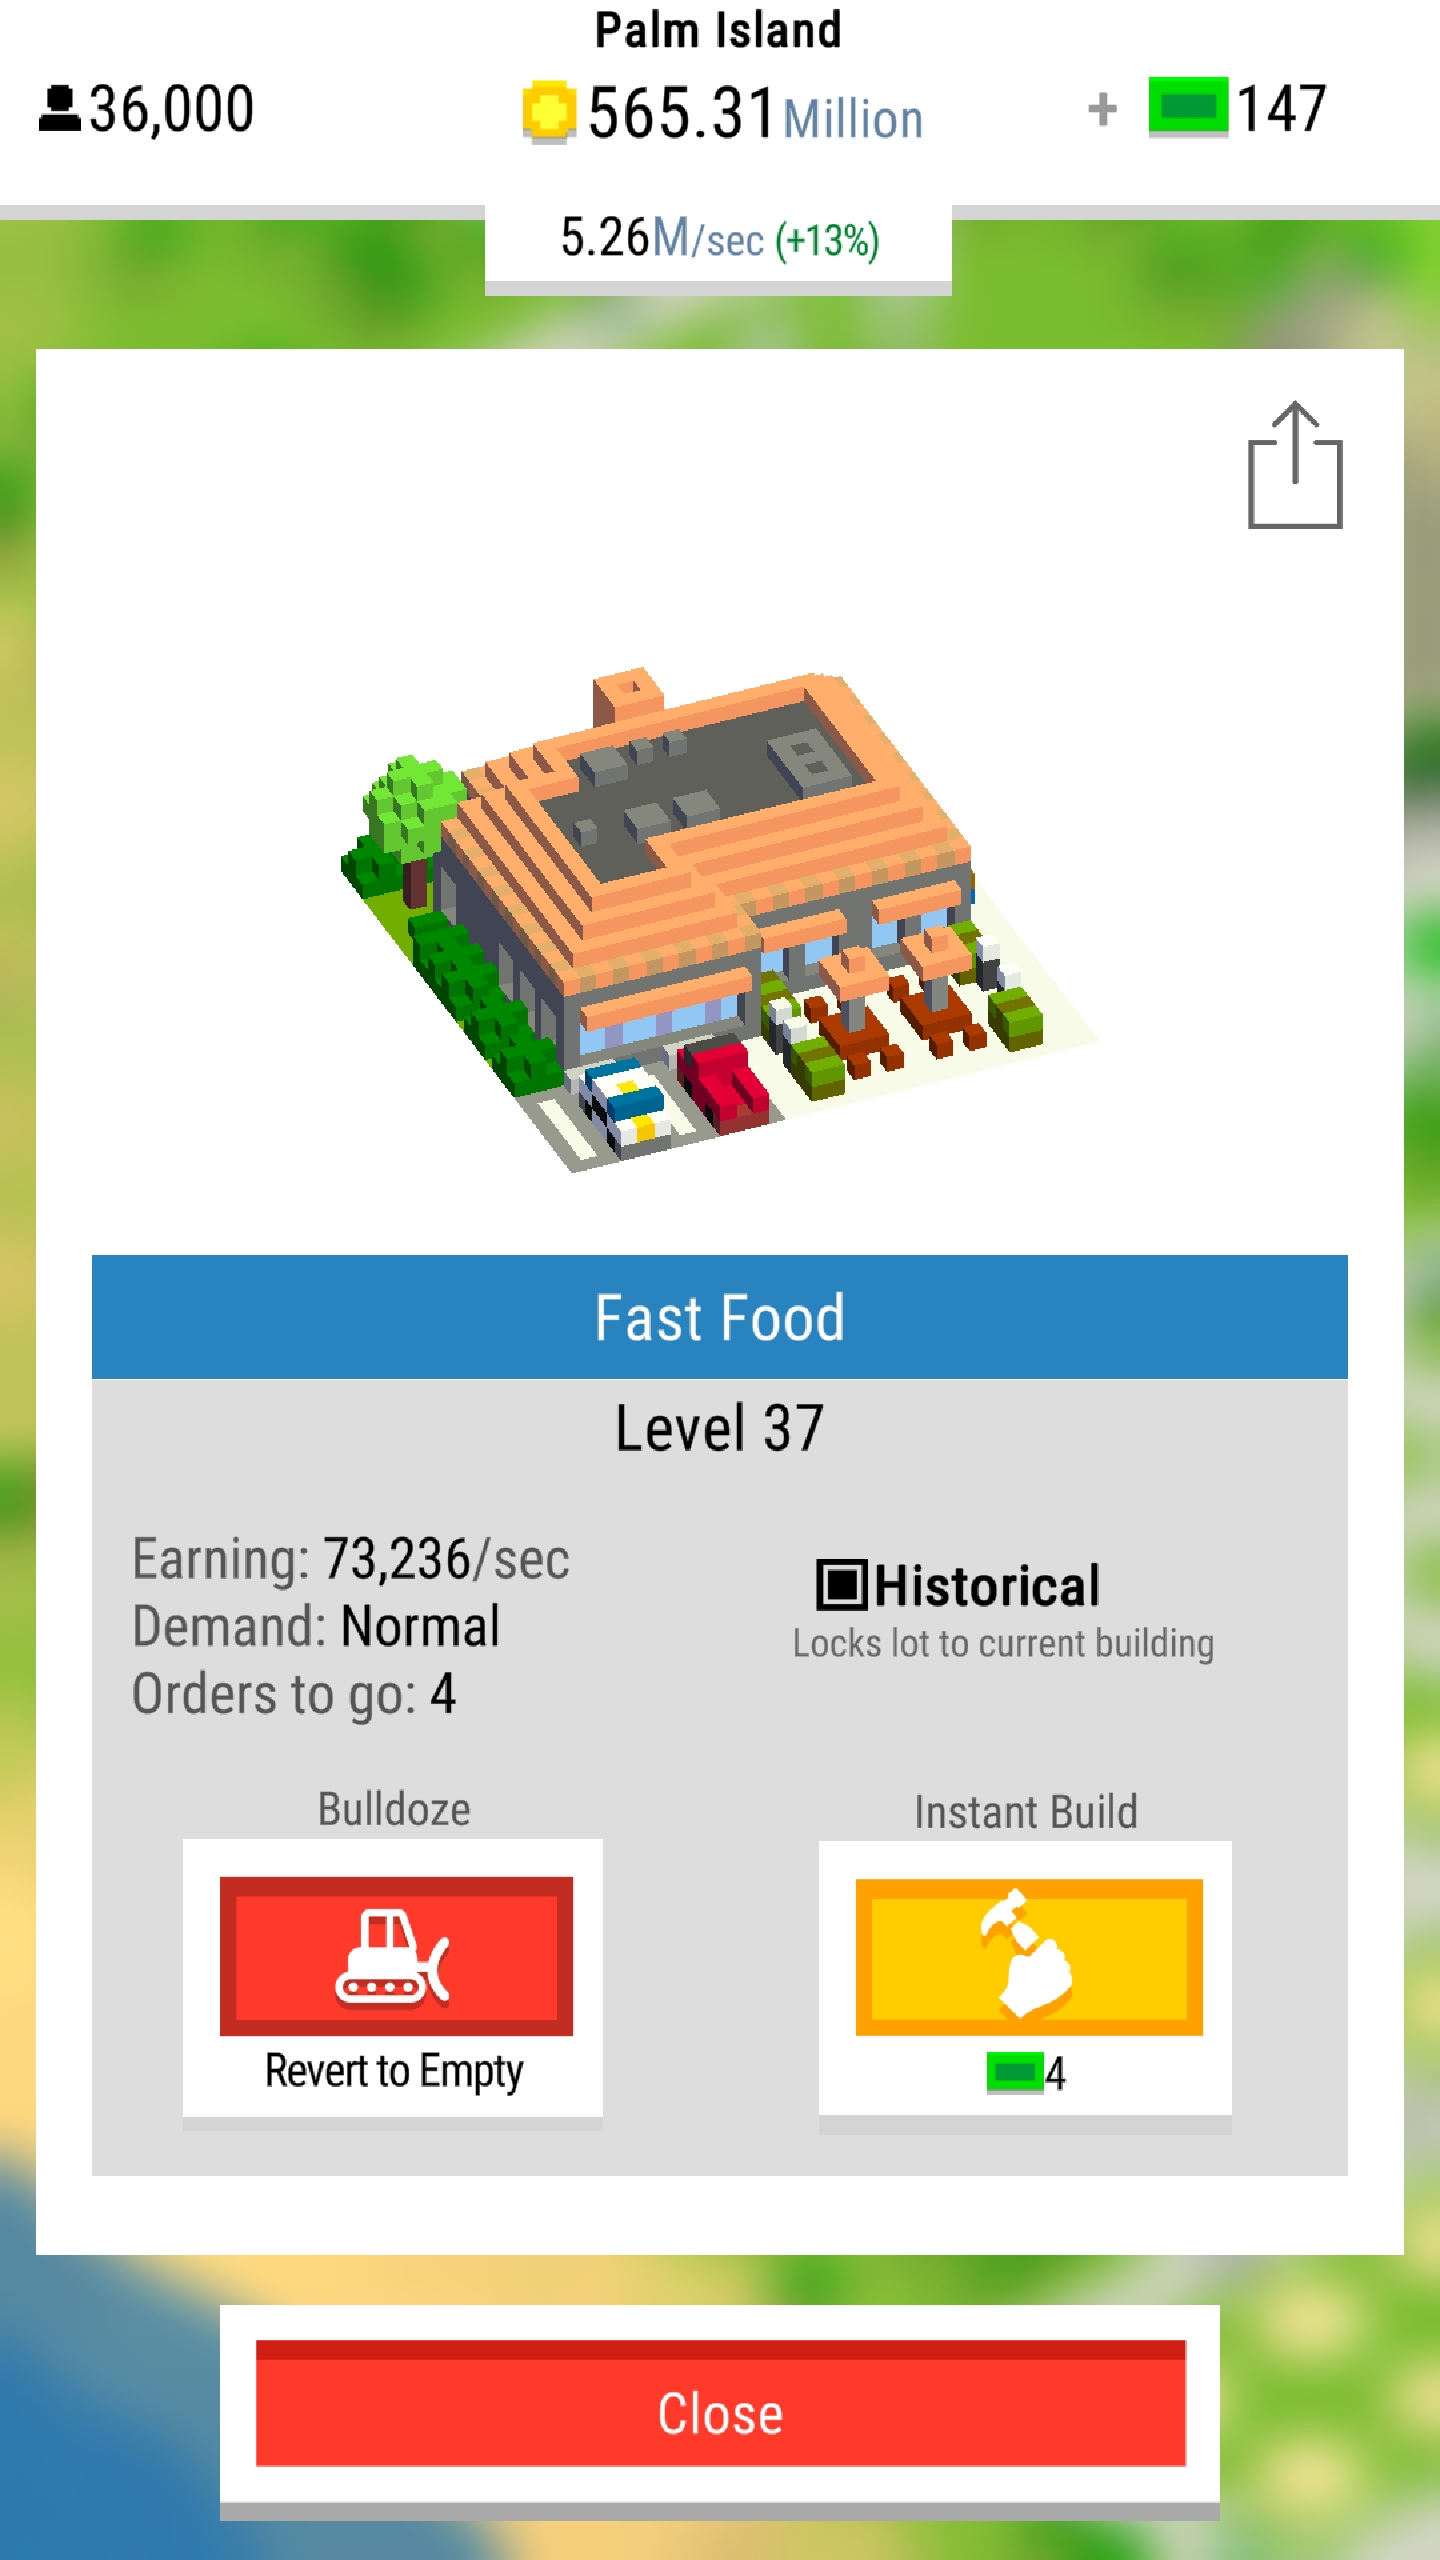 Palm Island
36,000
565.31 Million
+ 147
5.26M/sec (+13%)
Fast Food
Level 37
Earning: 73,236/sec
Demand: Normal
Orders to go: 4
Historical
Locks lot to current building
Bulldoze
Revert to Empty
Instant Build
4
Close